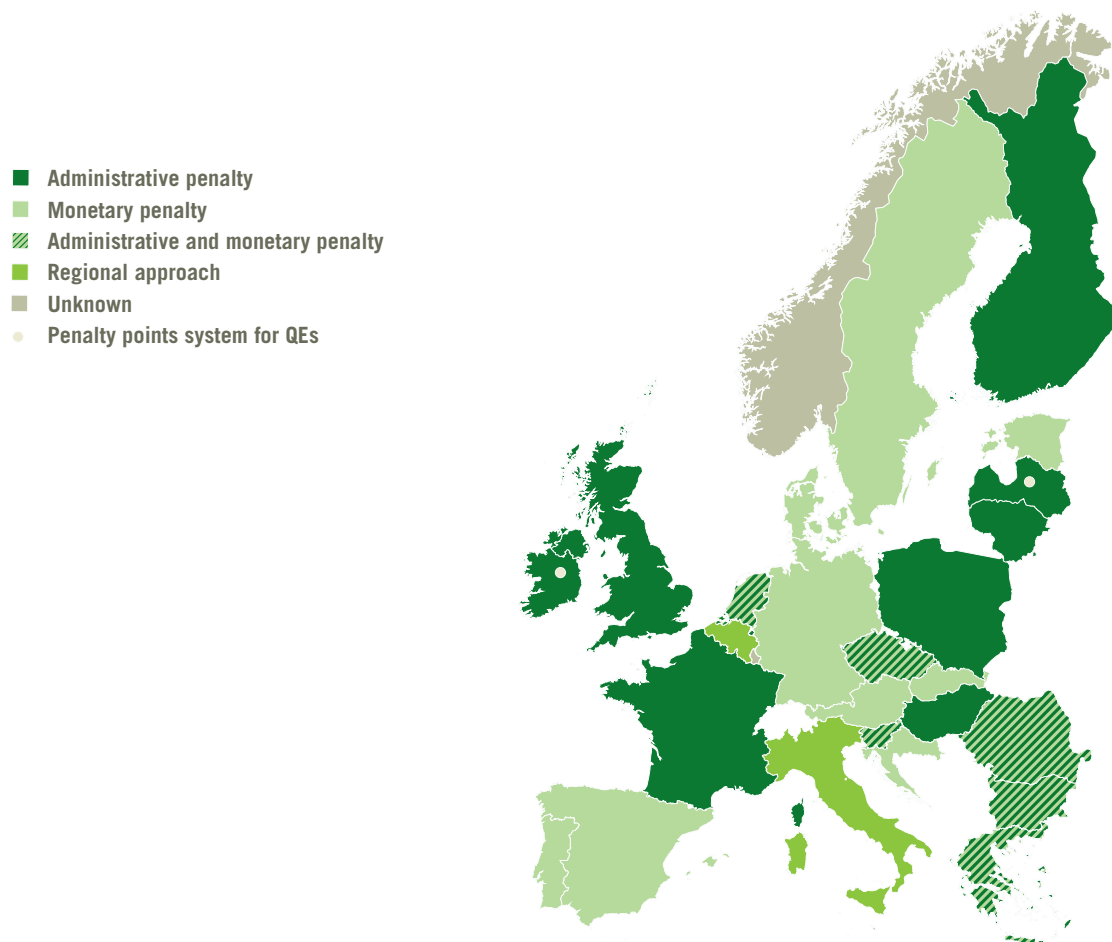 Administrative penalty
Monetary penalty
Administrative and monetary penalty
Regional approach
Unknown
Penalty points system for QEs